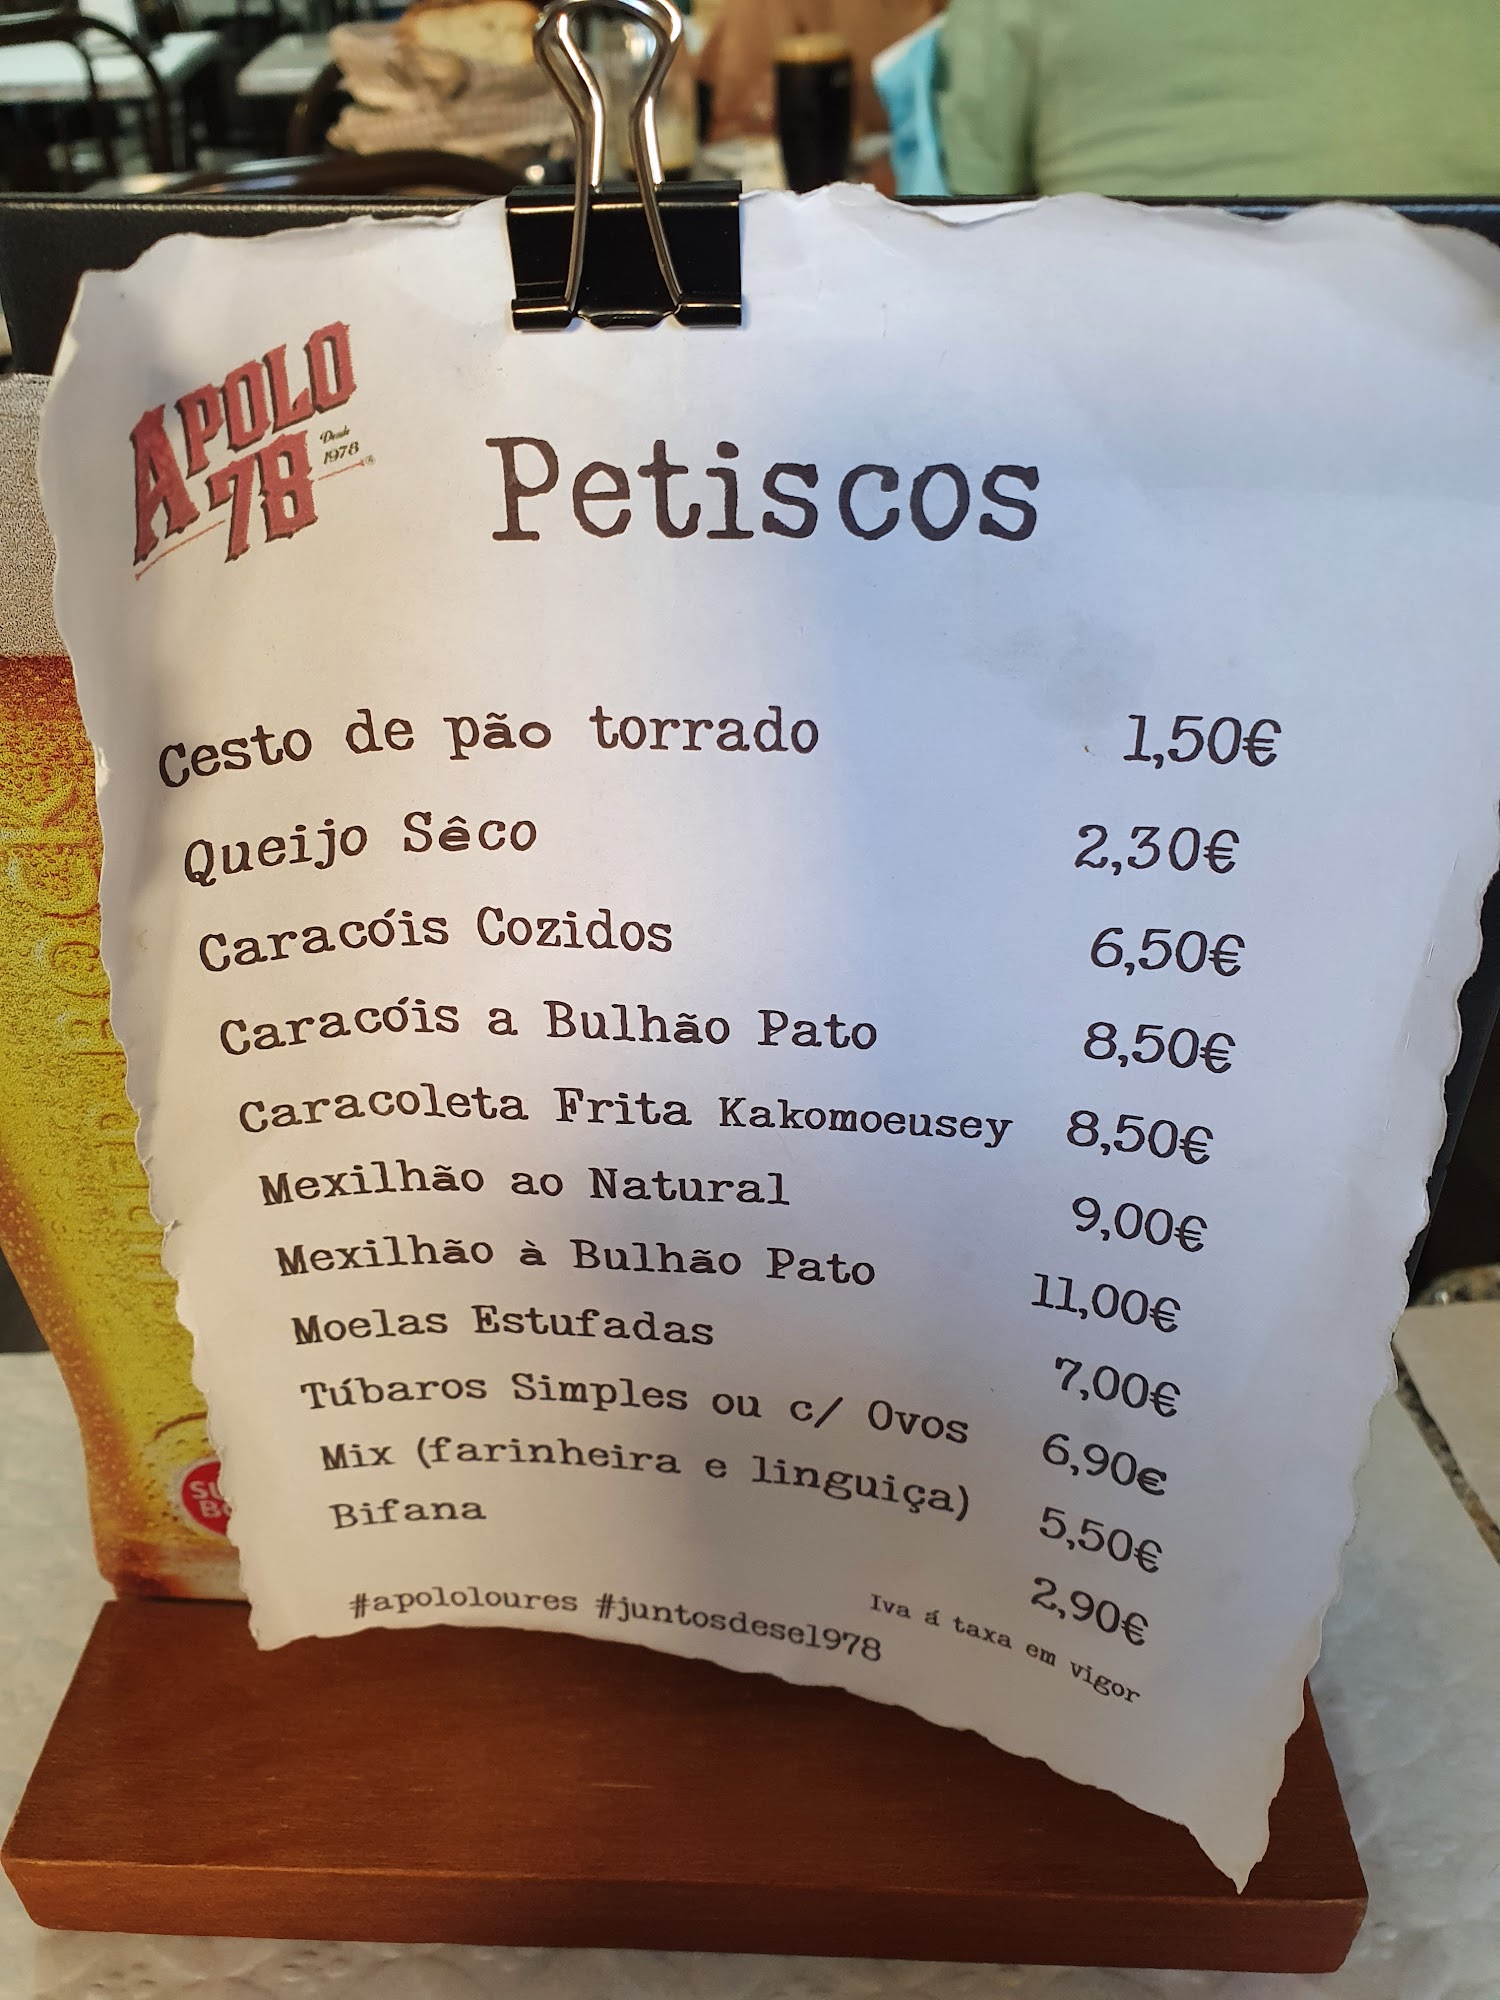 APOLO
78
Desde
1978
Petiscos
Cesto de pão torrado 1,50€
Queijo Sêco 2,30€
Caracóis Cozidos 6,50€
Caracóis a Bulhão Pato 8,50€
Caracoleta Frita Kakomoeusey 8,50€
Mexilhão ao Natural 9,00€
Mexilhão à Bulhão Pato 11,00€
Moelas Estufadas 7,00€
Túbaros Simples ou c/ Ovos 6,90€
Mix (farinheira e linguiça) 5,50€
Bifana 2,90€
#apololoures #juntosdese1978
Iva á taxa em vigor